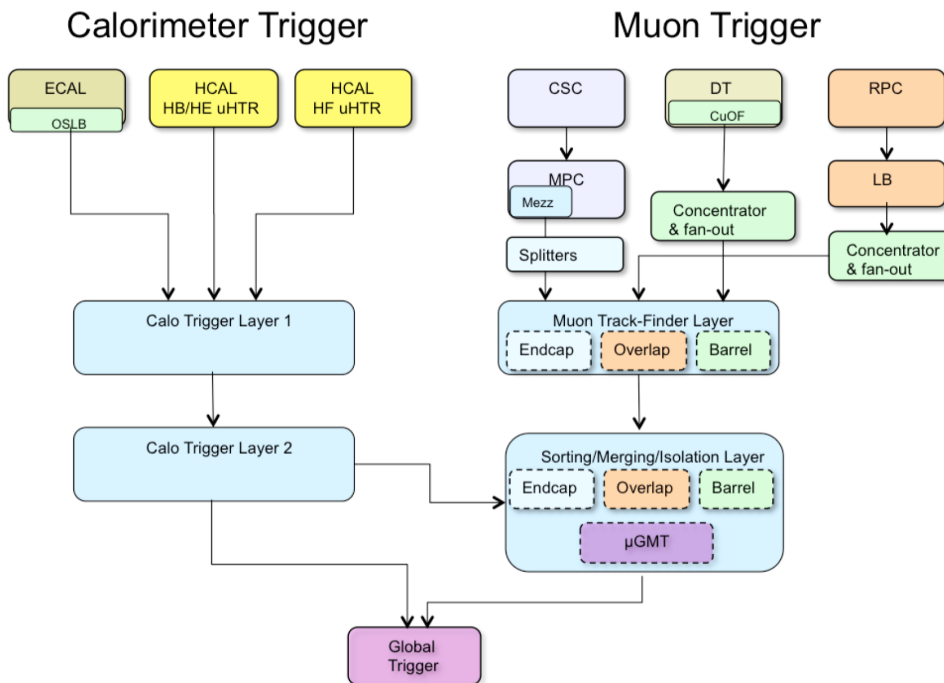 Calorimeter Trigger
Muon Trigger
ECAL
OSLB
HCAL
HB/HE uHTR
HCAL
HF uHTR
CSC
DT
CuOF
RPC
MPC
Mezz
LB
Splitters
Concentrator
& fan-out
Concentrator
& fan-out
Calo Trigger Layer 1
Muon Track-Finder Layer
Endcap
Overlap
Barrel
Calo Trigger Layer 2
Sorting/Merging/Isolation Layer
Endcap
Overlap
Barrel
µGMT
Global
Trigger